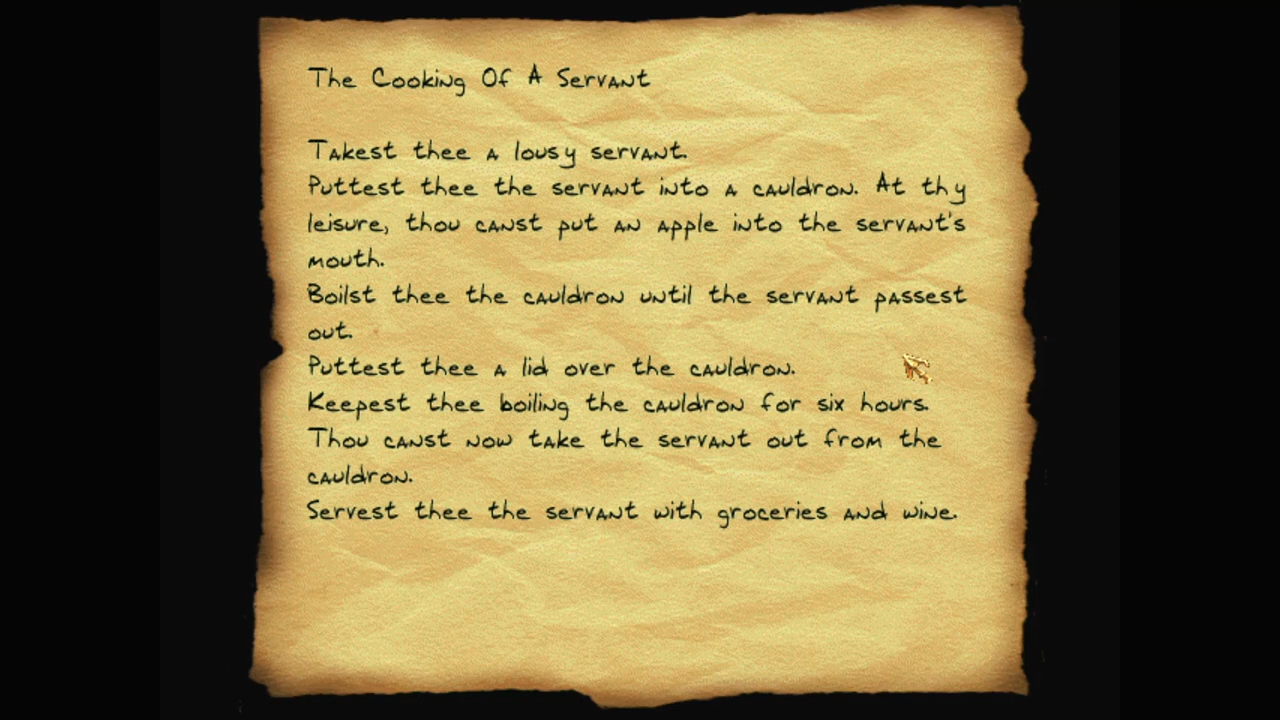 The Cooking Of A Servant
Takest thee a lousy servant.
Puttest thee the servant into a cauldron. At thy
leisure, thou canst put an apple into the servant's
mouth.
Boilst thee the cauldron until the servant passest
out.
Puttest thee a lid over the cauldron.
Keepest thee boiling the cauldron for six hours.
Thou canst now take the servant out from the
cauldron.
Servest thee the servant with groceries and wine.